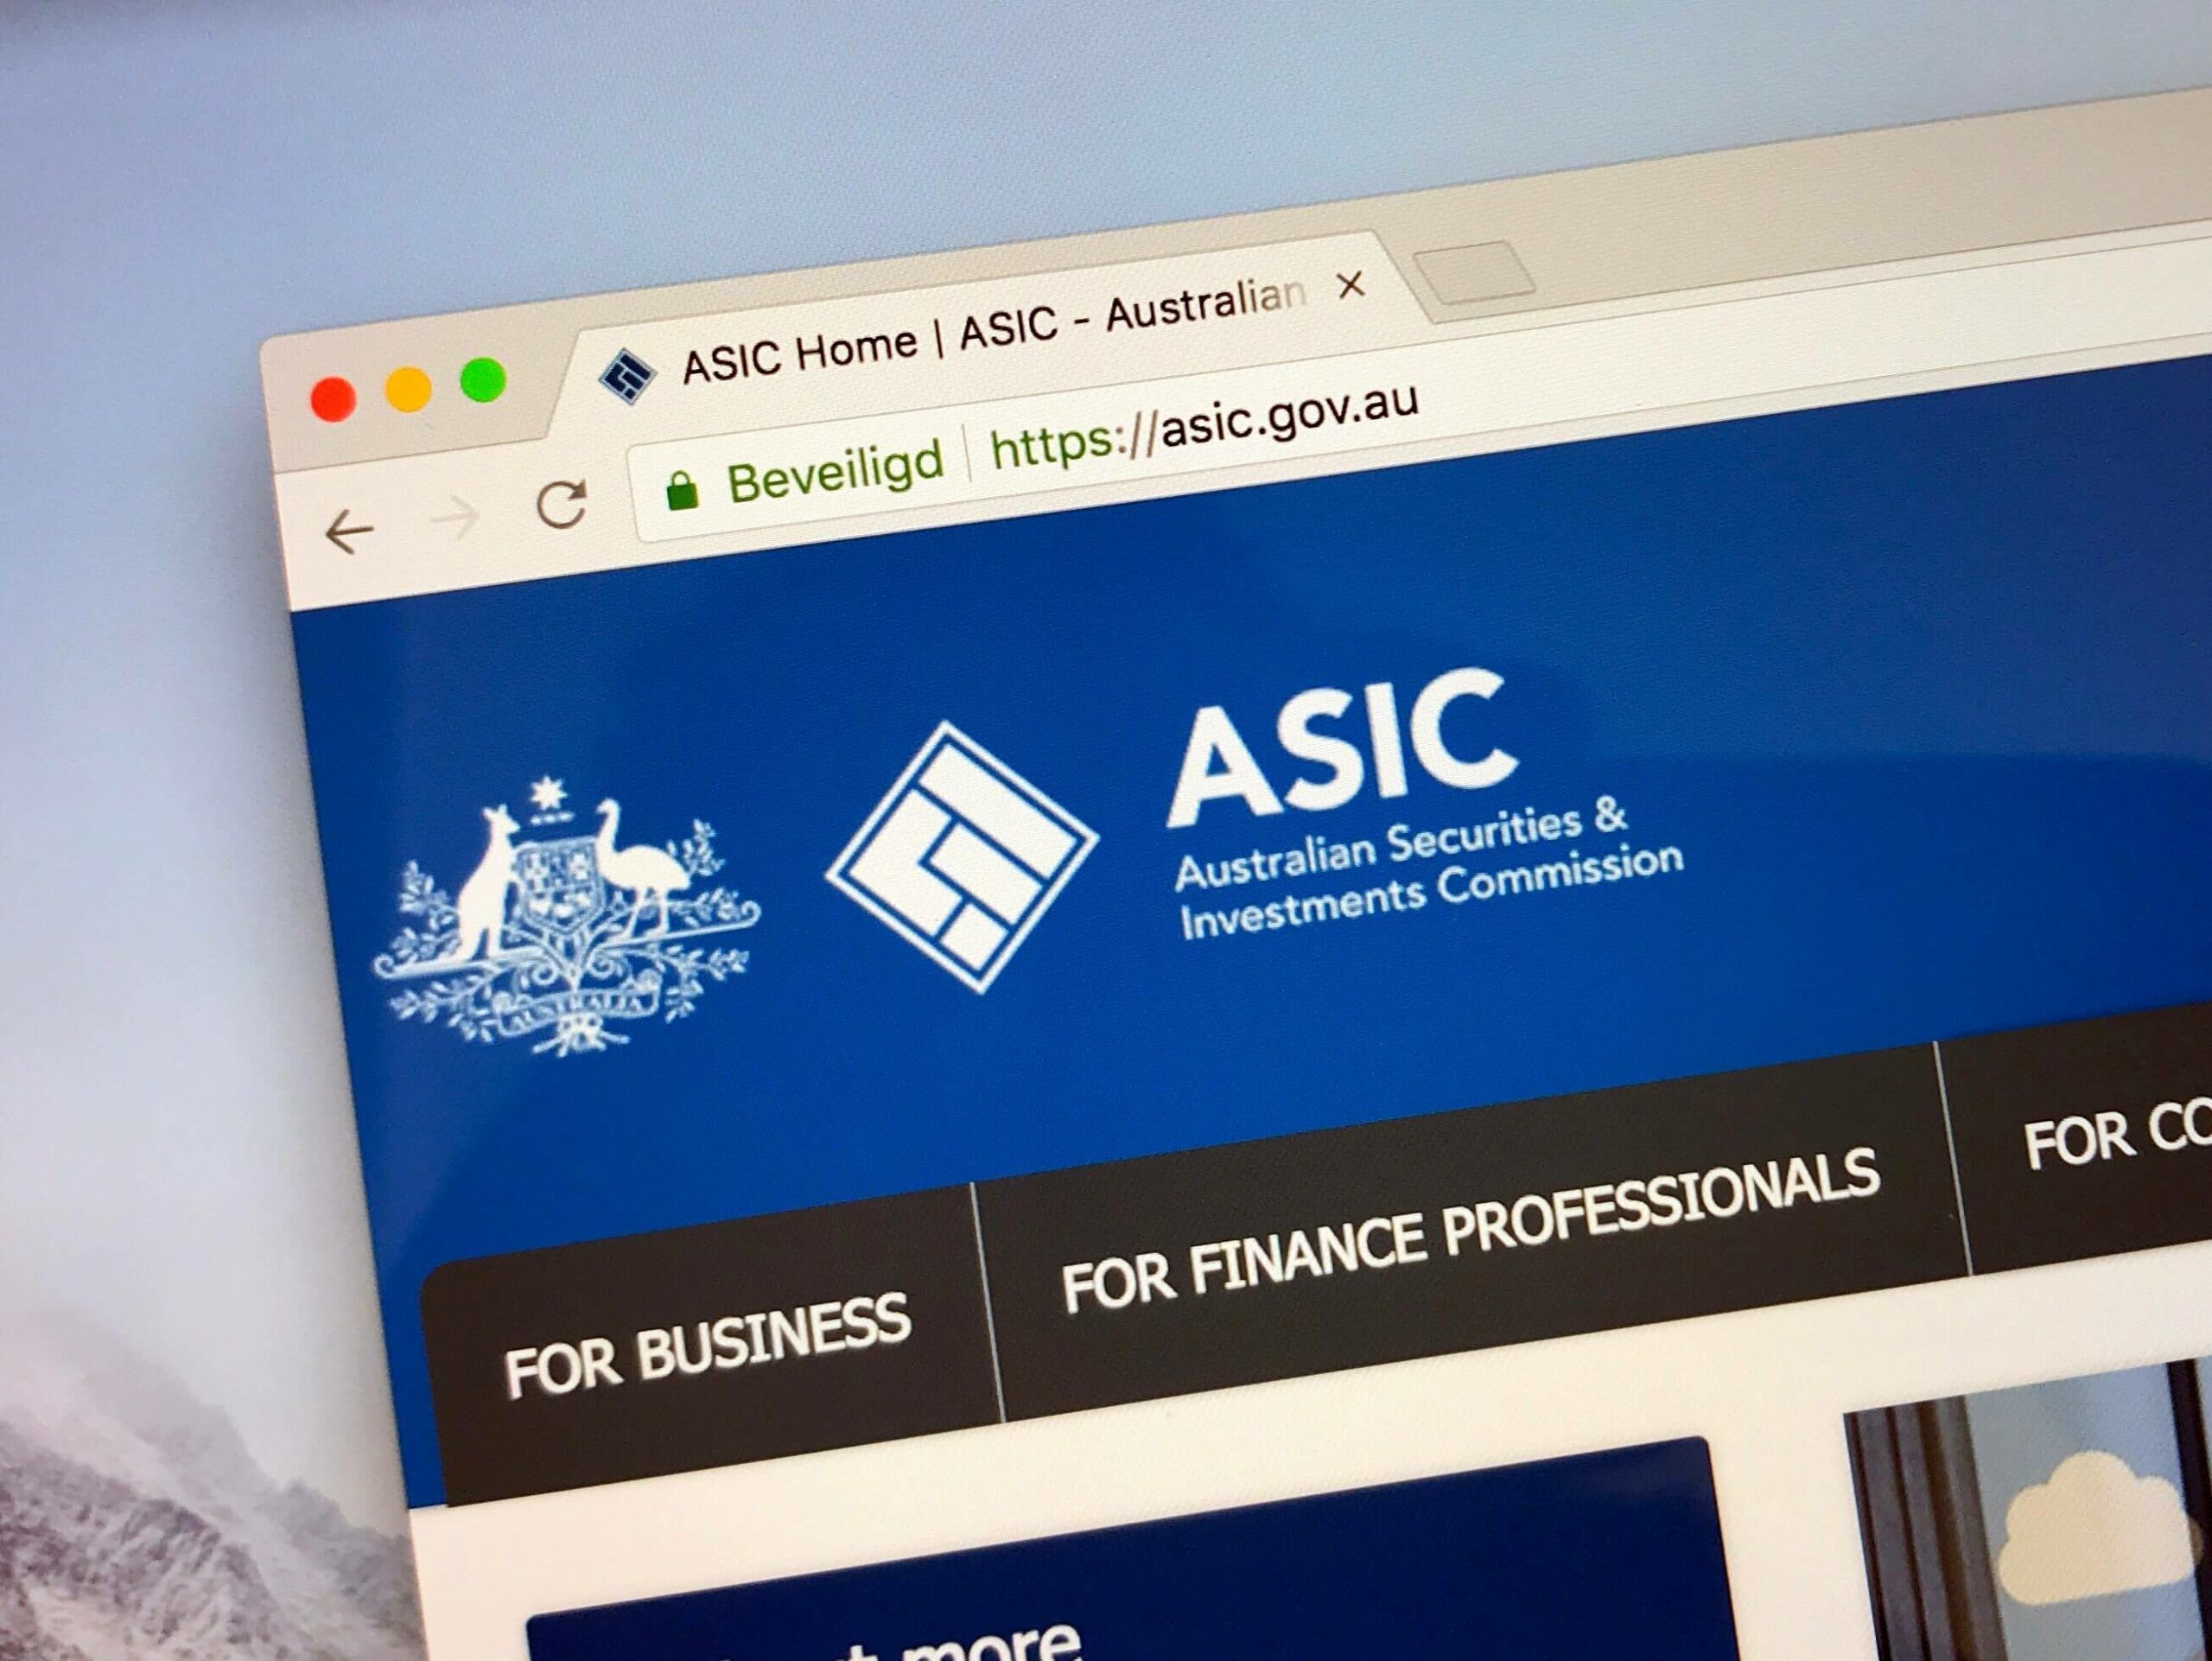 ASIC Home | ASIC - Australian
Beveiligd | https://asic.gov.au
ASIC
Australian Securities &
Investments Commission
AUSTRALIA
FOR BUSINESS
FOR FINANCE PROFESSIONALS
FOR CO
more